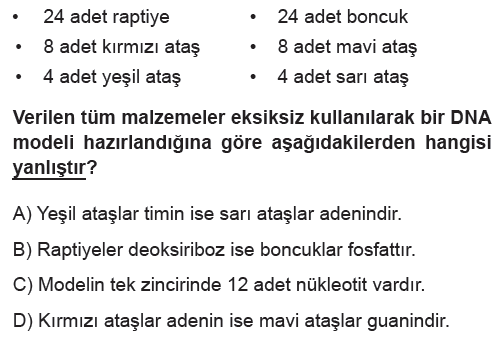 • 24 adet raptiye • 24 adet boncuk
• 8 adet kırmızı ataş • 8 adet mavi ataş
• 4 adet yeşil ataş • 4 adet sarı ataş
Verilen tüm malzemeler eksiksiz kullanılarak bir DNA
modeli hazırlandığına göre aşağıdakilerden hangisi
yanlıştır?
A) Yeşil ataşlar timin ise sarı ataşlar adenindir.
B) Raptiyeler deoksiriboz ise boncuklar fosfattır.
C) Modelin tek zincirinde 12 adet nükleotit vardır.
D) Kırmızı ataşlar adenin ise mavi ataşlar guanindir.